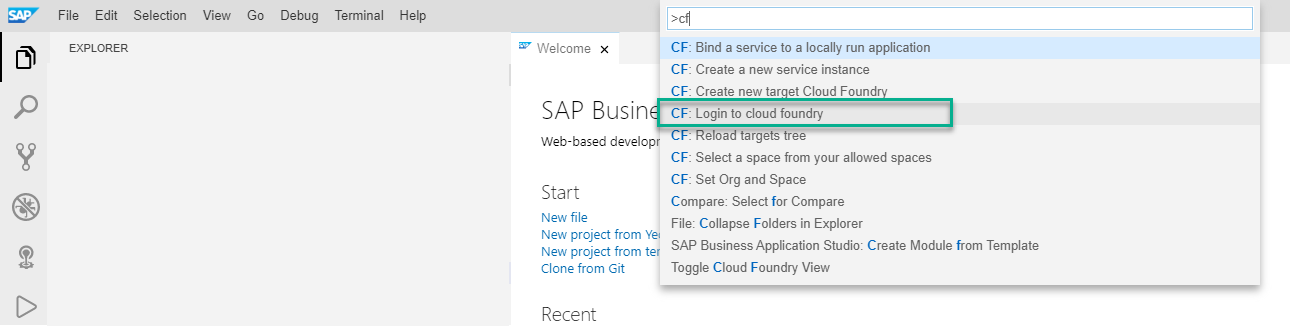 SAP File Edit Selection View Go Debug Terminal Help
>cf
EXPLORER
SAP Welcome ×
CF: Bind a service to a locally run application
CF: Create a new service instance
CF: Create new target Cloud Foundry
CF: Login to cloud foundry
CF: Reload targets tree
CF: Select a space from your allowed spaces
CF: Set Org and Space
Compare: Select for Compare
File: Collapse Folders in Explorer
SAP Business Application Studio: Create Module from Template
Toggle Cloud Foundry View
SAP Busine
Web-based develop
Start
New file
New project from Ye
New project from te
Clone from Git
Recent